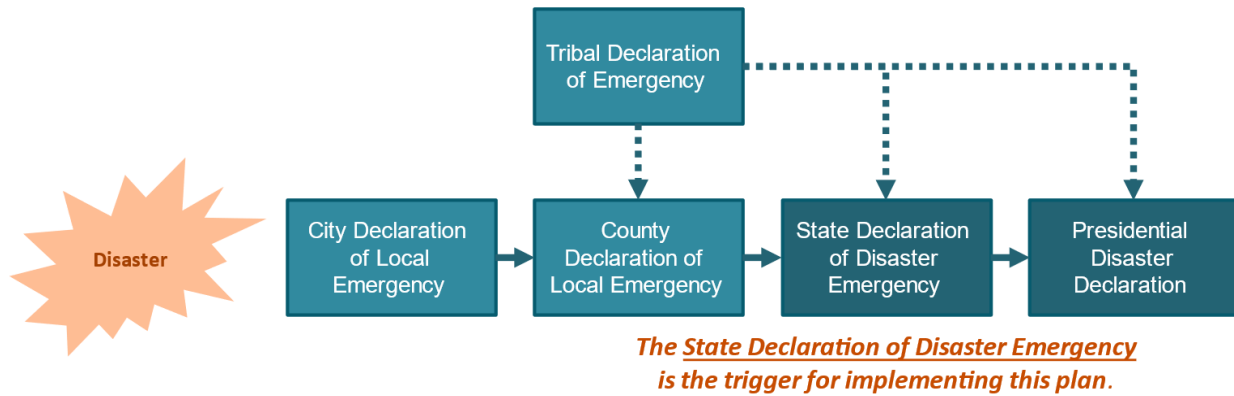 Tribal Declaration
of Emergency
Disaster
City Declaration
of Local
Emergency
County
Declaration of
Local Emergency
State Declaration
of Disaster
Emergency
Presidential
Disaster
Declaration
The State Declaration of Disaster Emergency
is the trigger for implementing this plan.